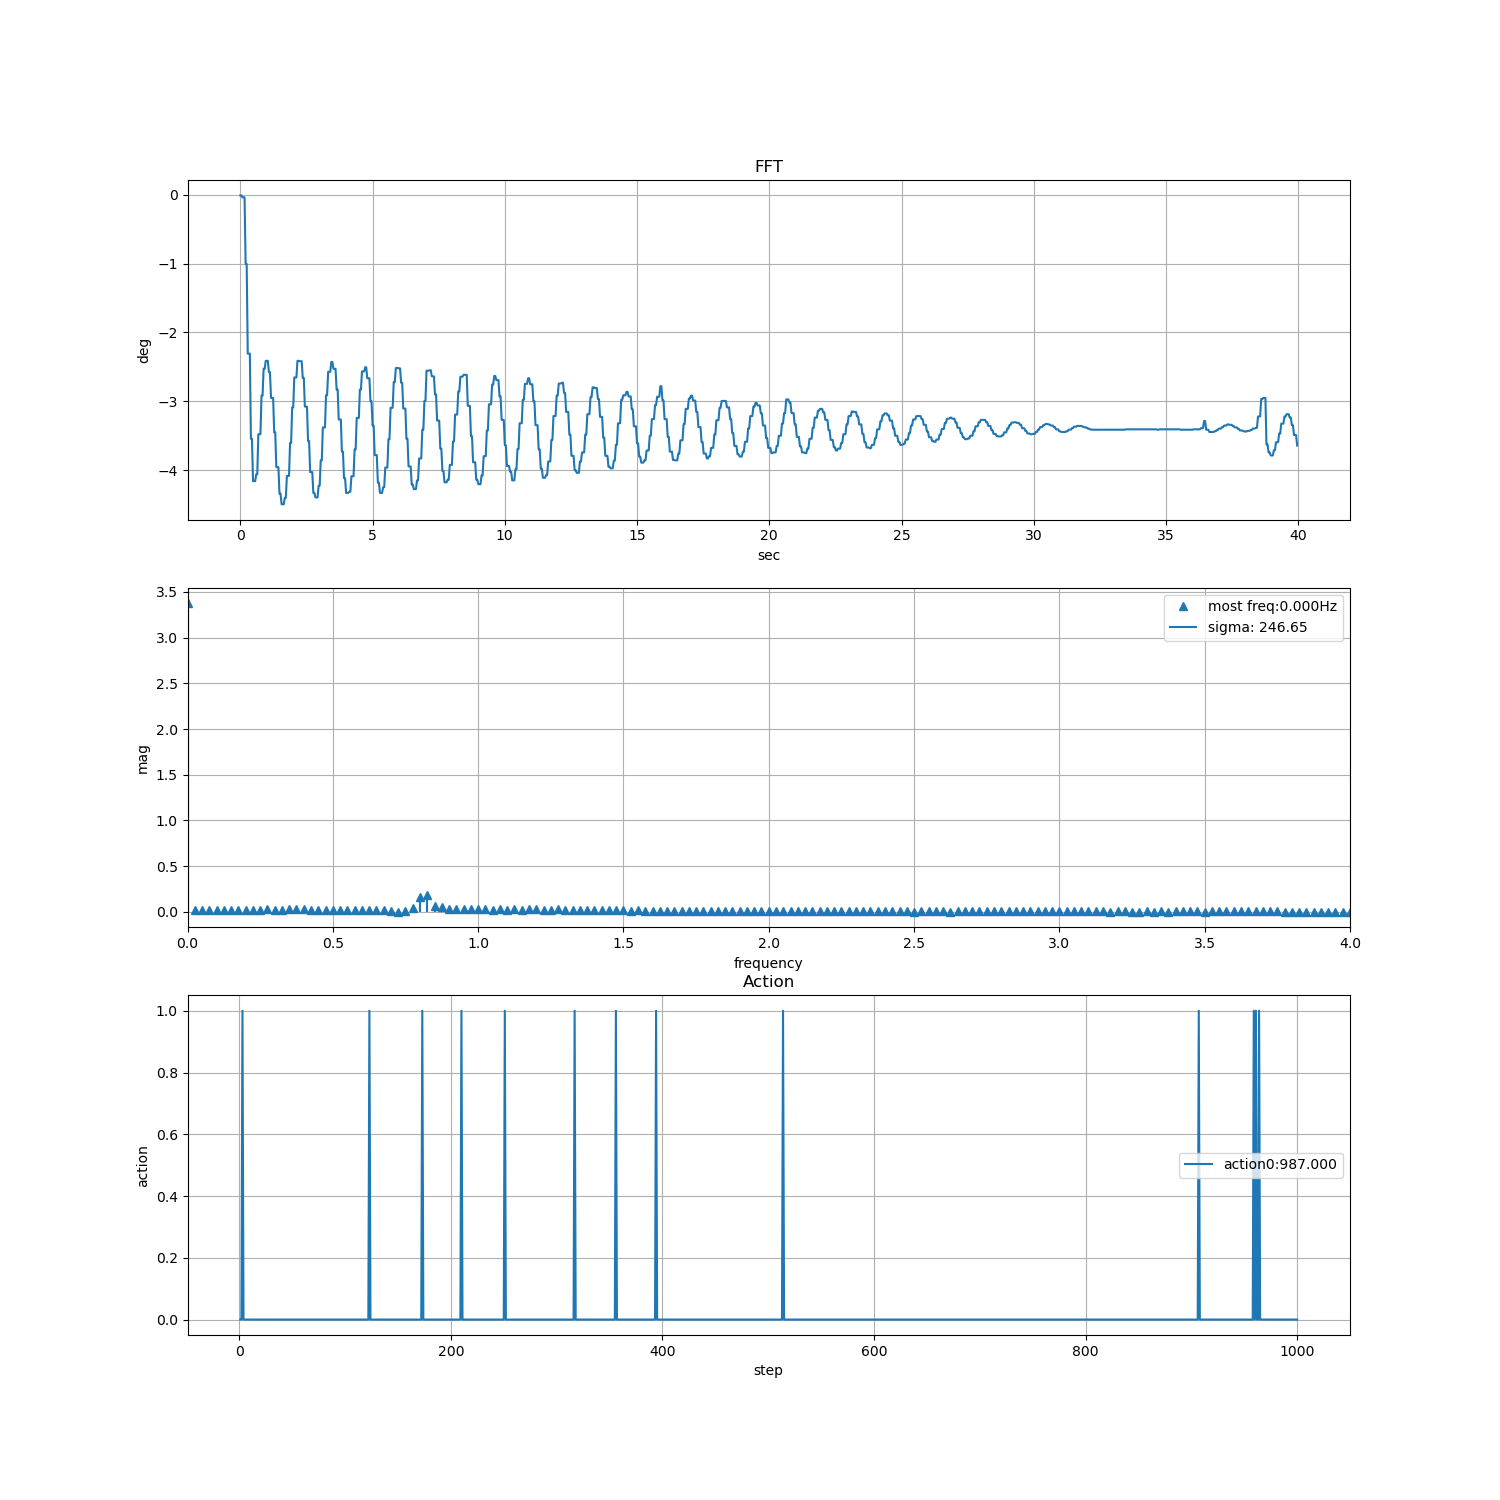 FFT
0
−1
−2
−3
−4
deg
0 5 10 15 20 25 30 35 40
sec
3.5
3.0
2.5
2.0
1.5
1.0
0.5
0.0
mag
most freq:0.000Hz
sigma: 246.65
0.0 0.5 1.0 1.5 2.0 2.5 3.0 3.5 4.0
frequency
Action
1.0
0.8
0.6
0.4
0.2
0.0
action
action0:987.000
0 200 400 600 800 1000
step